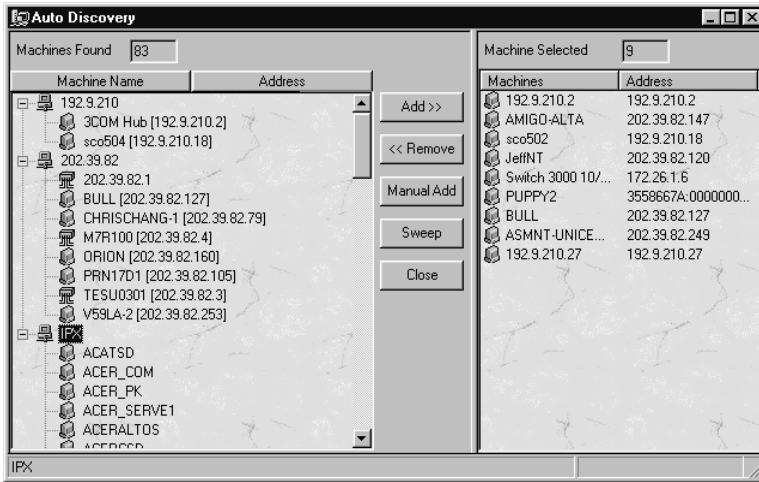 Auto Discovery
Machines Found 83
Machine Name Address
192.9.210
3COM Hub [192.9.210.2]
sco504 [192.9.210.18]
202.39.82
202.39.82.1
BULL [202.39.82.127]
CHRISCHANG-1 [202.39.82.79]
M7R100 [202.39.82.4]
ORION [202.39.82.160]
PRN17D1 [202.39.82.105]
TESU0301 [202.39.82.3]
V59LA-2 [202.39.82.253]
IPX
ACATSD
ACER_COM
ACER_PK
ACER_SERVE1
ACERALTOS
Add >>
<< Remove
Manual Add
Sweep
Close
Machine Selected 9
Machines Address
192.9.210.2 192.9.210.2
AMIGO-ALTA 202.39.82.147
sco502 192.9.210.18
JeffNT 202.39.82.120
Switch 3000 10/... 172.26.1.6
PUPPY2 3558667A:0000000...
BULL 202.39.82.127
ASMNT-UNICE... 202.39.82.249
192.9.210.27 192.9.210.27
IPX